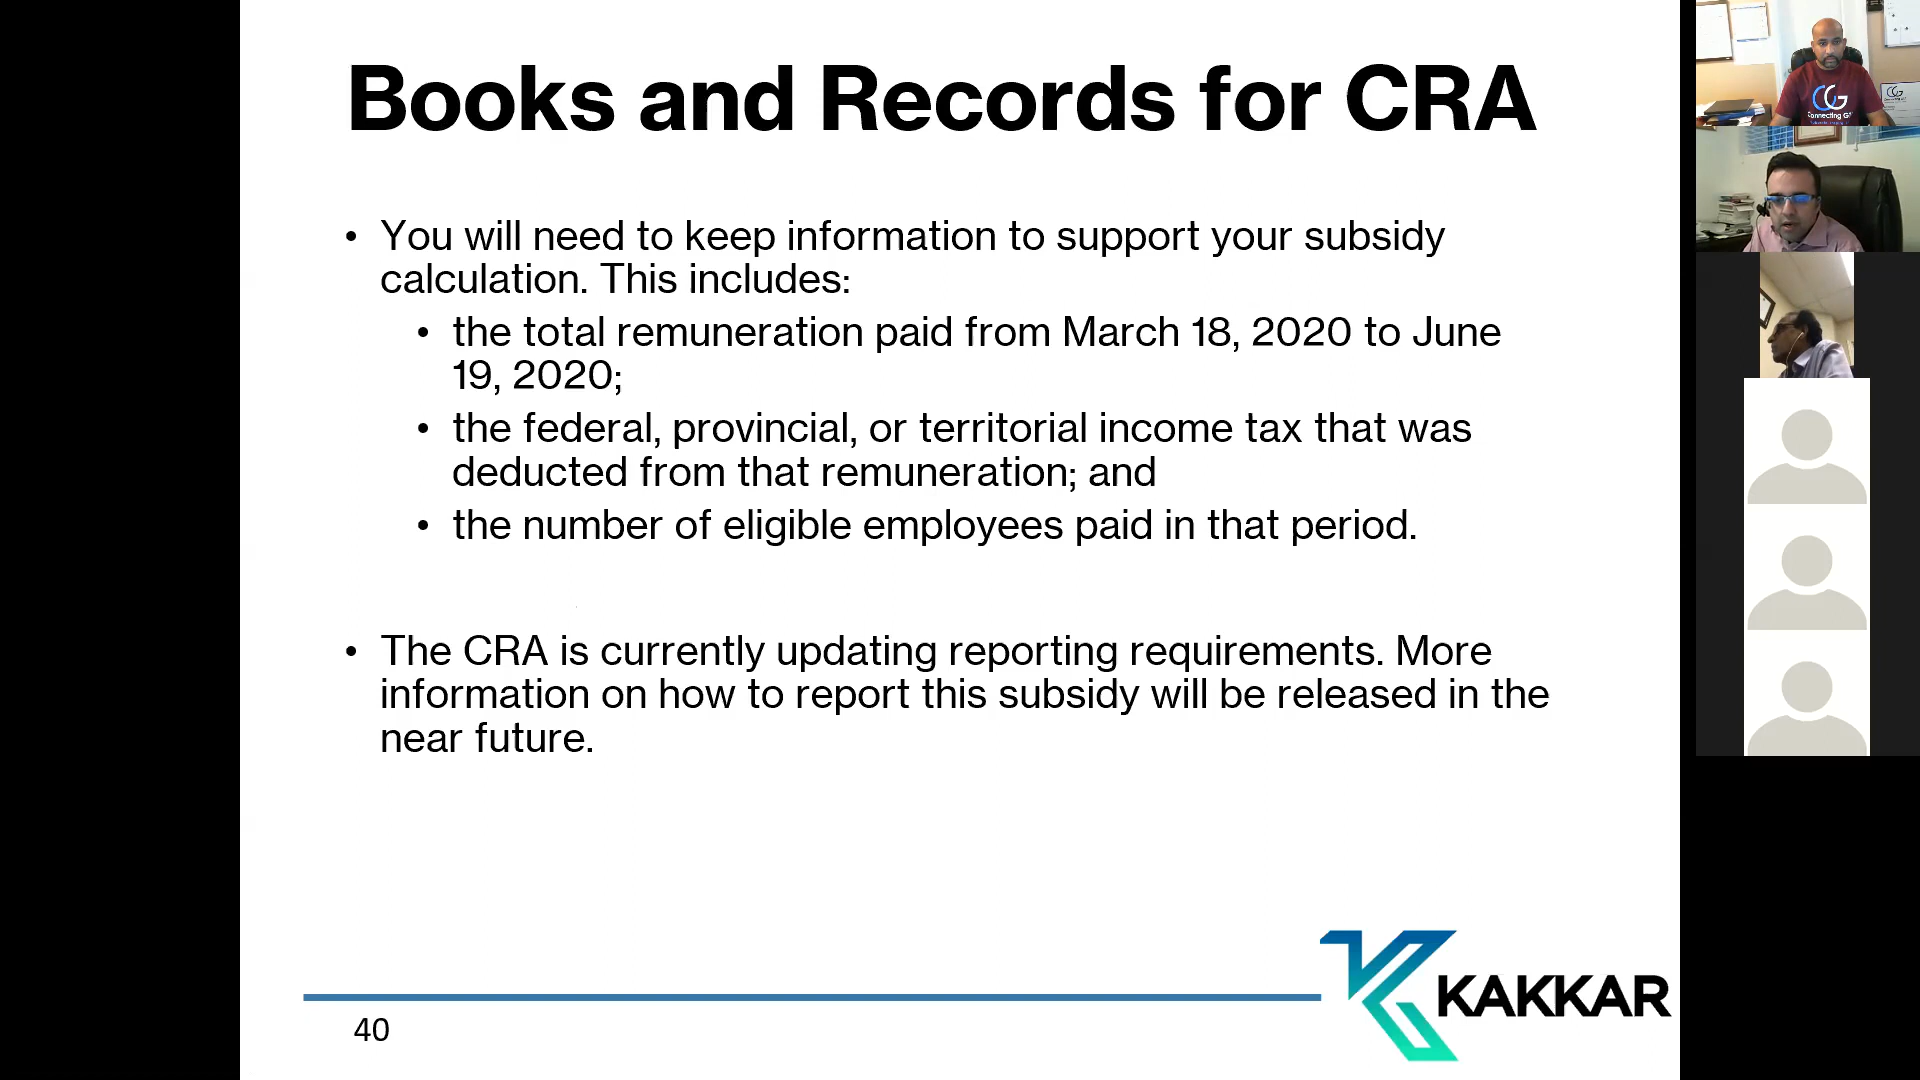 Books and Records for CRA
• You will need to keep information to support your subsidy
calculation. This includes:
• the total remuneration paid from March 18, 2020 to June
19, 2020;
• the federal, provincial, or territorial income tax that was
deducted from that remuneration; and
• the number of eligible employees paid in that period.
• The CRA is currently updating reporting requirements. More
information on how to report this subsidy will be released in the
near future.
KAKKAR
40
CG